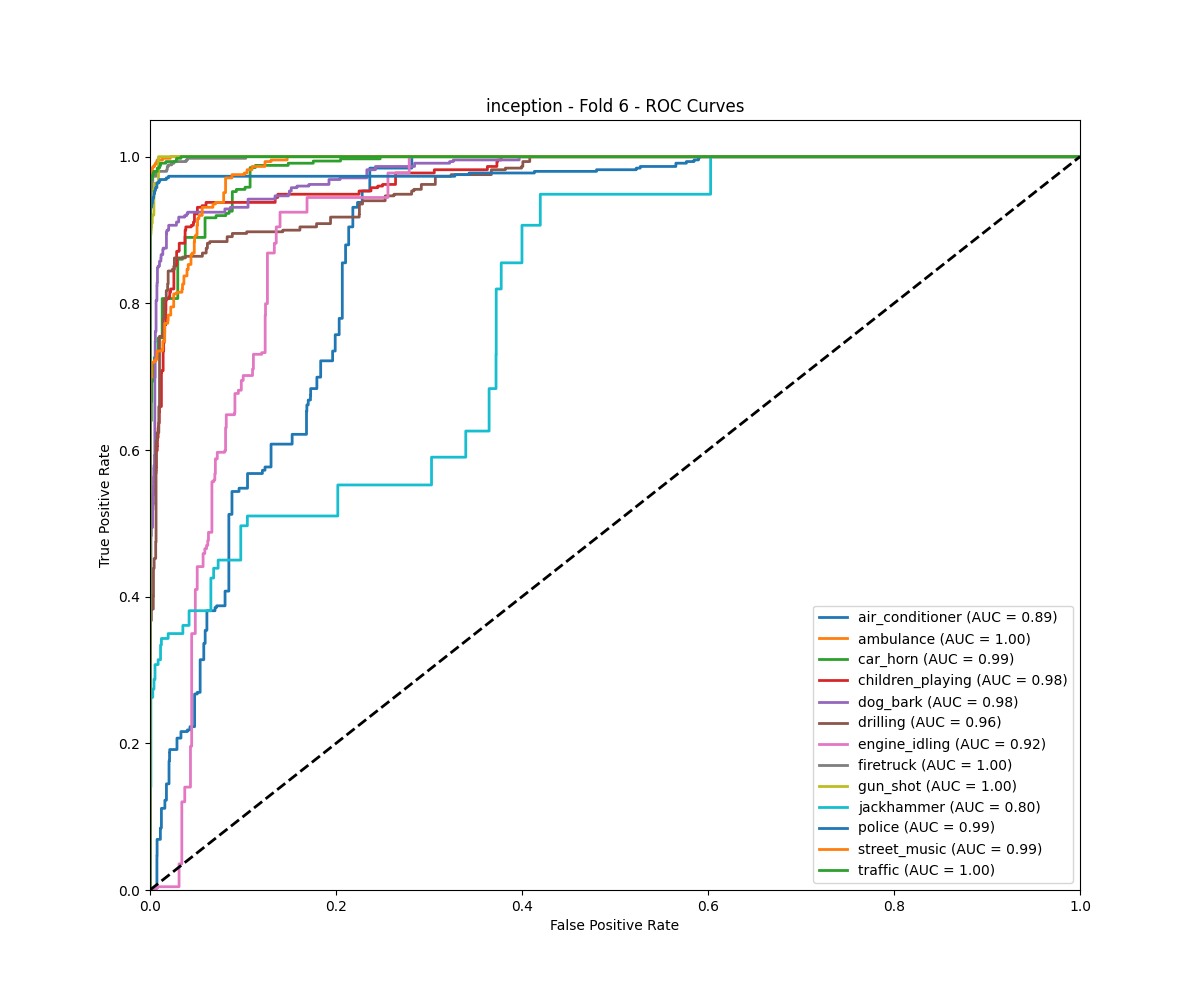 inception - Fold 6 - ROC Curves
1.0
0.8
0.6
0.4
0.2
0.0
True Positive Rate
0.0 0.2 0.4 0.6 0.8 1.0
False Positive Rate
air_conditioner (AUC = 0.89)
ambulance (AUC = 1.00)
car_horn (AUC = 0.99)
children_playing (AUC = 0.98)
dog_bark (AUC = 0.98)
drilling (AUC = 0.96)
engine_idling (AUC = 0.92)
firetruck (AUC = 1.00)
gun_shot (AUC = 1.00)
jackhammer (AUC = 0.80)
police (AUC = 0.99)
street_music (AUC = 0.99)
traffic (AUC = 1.00)